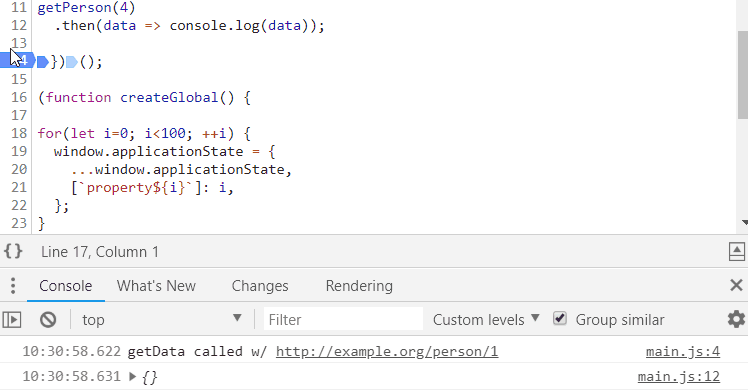 11 getPerson(4)
12 .then(data => console.log(data));
13
14 }) ();
15
16 (function createGlobal() {
17
18 for(let i=0; i<100; ++i) {
19 window.applicationState = {
20 ...window.applicationState,
21 [`property${i}`]: i,
22 };
23 }
{} Line 17, Column 1
Console What's New Changes Rendering
top Filter Custom levels Group similar
10:30:58.622 getData called w/ http://example.org/person/1 main.js:4
10:30:58.631 {} main.js:12